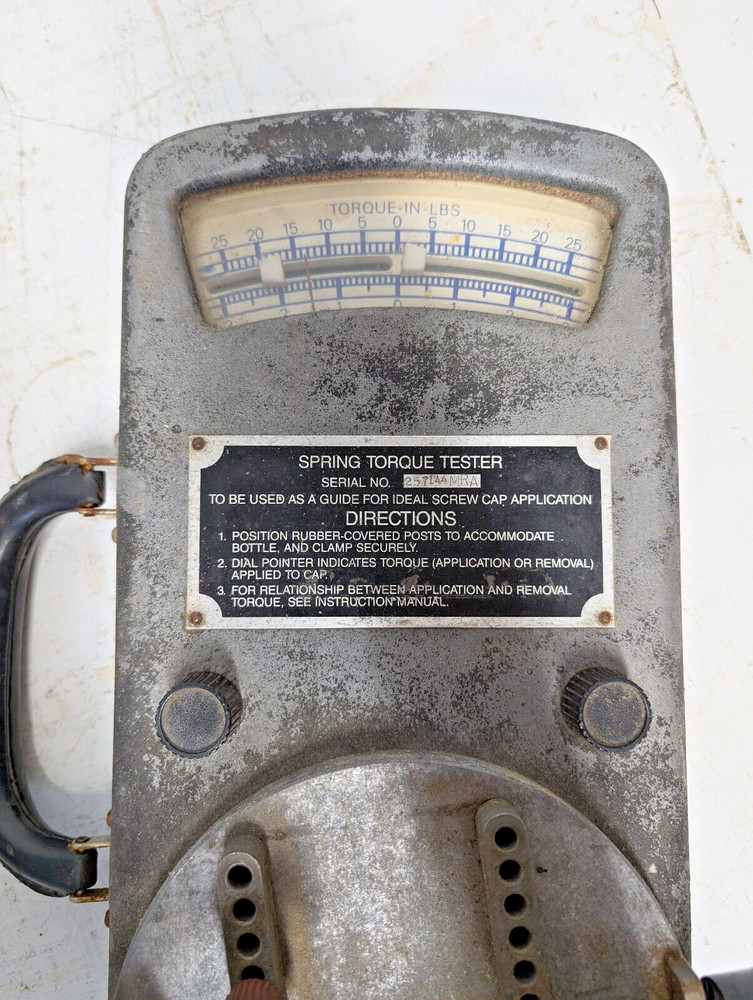 TORQUE-IN-LBS
25 20 15 10 5 0 5 10 15 20 25
0 1
SPRING TORQUE TESTER
SERIAL NO.
TO BE USED AS A GUIDE FOR IDEAL SCREW CAP APPLICATION
DIRECTIONS
1. POSITION RUBBER-COVERED POSTS TO ACCOMMODATE
BOTTLE, AND CLAMP SECURELY.
2. DIAL POINTER INDICATES TORQUE (APPLICATION OR REMOVAL)
APPLIED TO CAP.
3. FOR RELATIONSHIP BETWEEN APPLICATION AND REMOVAL
TORQUE, SEE INSTRUCTION MANUAL.